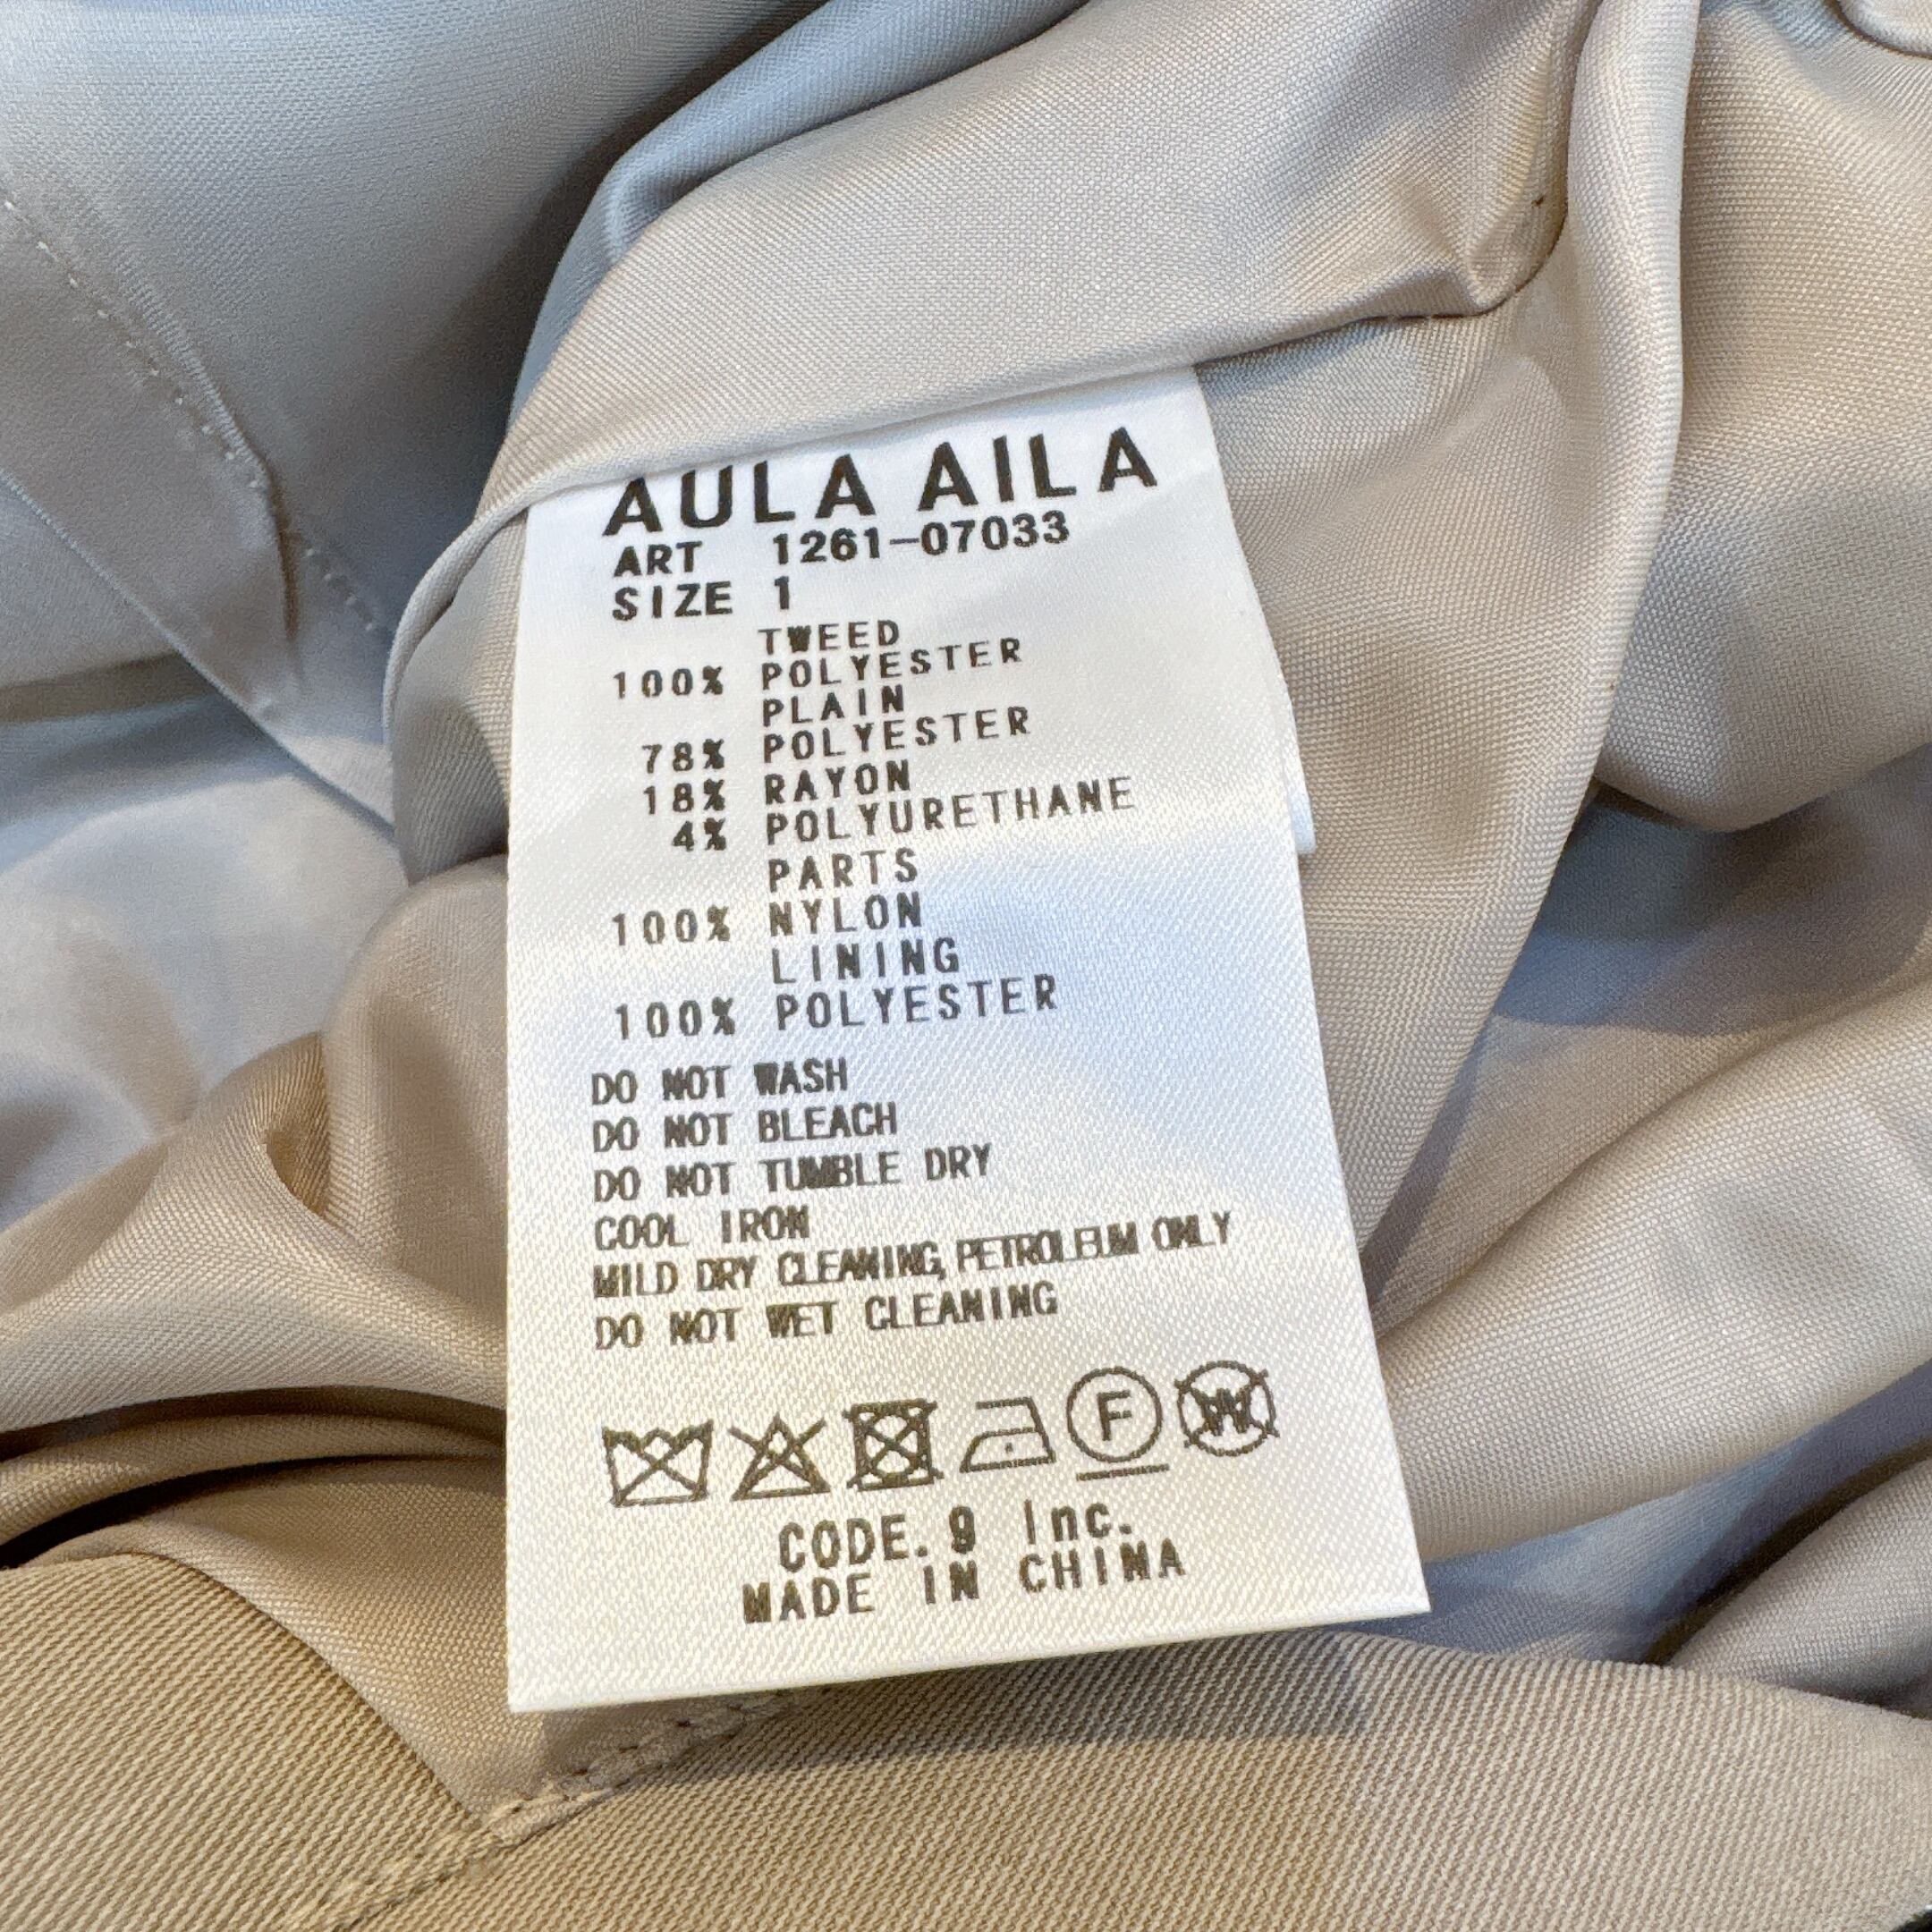 AULA AILA
ART 1261-07033
SIZE 1
TWEED
100% POLYESTER
PLAIN
78% POLYESTER
18% RAYON
4% POLYURETHANE
PARTS
100% NYLON
LINING
100% POLYESTER
DO NOT WASH
DO NOT BLEACH
DO NOT TUMBLE DRY
COOL IRON
MILD DRY CLEANING, PETROLEUM ONLY
DO NOT WET CLEANING
F W
CODE.9 Inc.
MADE IN CHINA